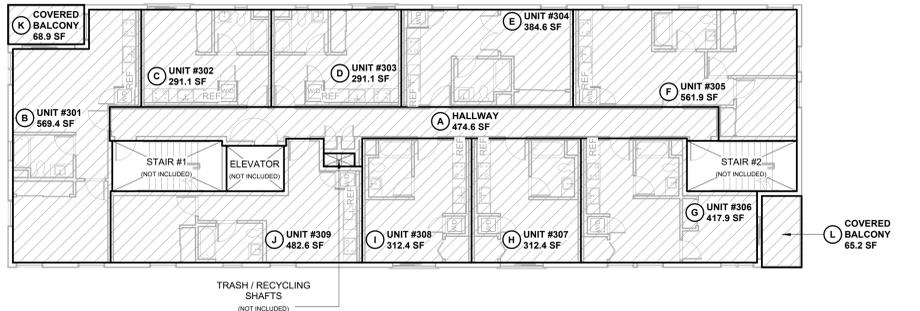 K COVERED
BALCONY
68.9 SF
E UNIT #304
384.6 SF
C UNIT #302
291.1 SF
D UNIT #303
291.1 SF
F UNIT #305
561.9 SF
REF
W/D
REF
W/D
REF
W/D
REF
W/D
B UNIT #301
569.4 SF
A HALLWAY
474.6 SF
STAIR #1
(NOT INCLUDED)
ELEVATOR
(NOT INCLUDED)
STAIR #2
(NOT INCLUDED)
REF
REF
REF
REF
J UNIT #309
482.6 SF
I UNIT #308
312.4 SF
H UNIT #307
312.4 SF
G UNIT #306
417.9 SF
W/D
W/D
W/D
L COVERED
BALCONY
65.2 SF
TRASH / RECYCLING
SHAFTS
(NOT INCLUDED)